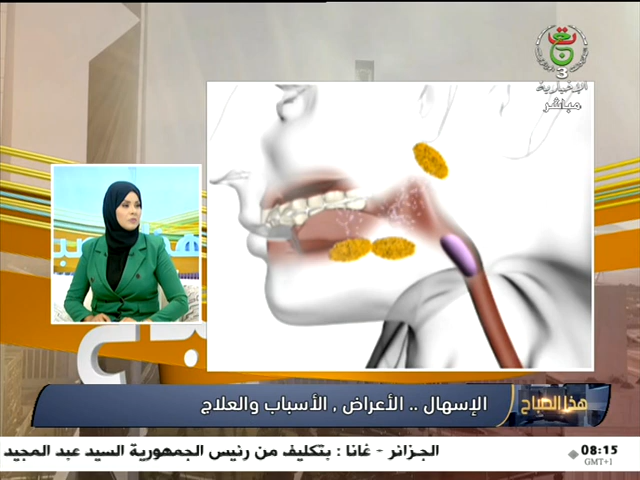 3
الإخبارية
مباشر
هذا الصباح
الإسهال .. الأعراض , الأسباب والعلاج
08:15
GMT+1
الجزائر - غانا : بتكليف من رئيس الجمهورية السيد عبد المجيد